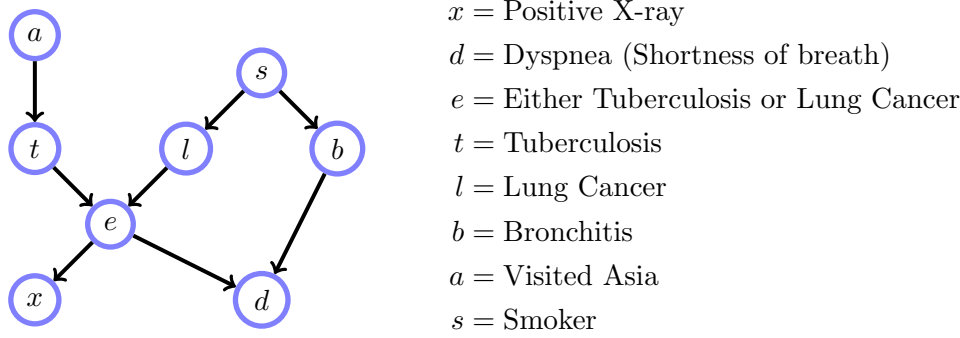 a
s
t
l
b
e
x
d
x = Positive X-ray
d = Dyspnea (Shortness of breath)
e = Either Tuberculosis or Lung Cancer
t = Tuberculosis
l = Lung Cancer
b = Bronchitis
a = Visited Asia
s = Smoker